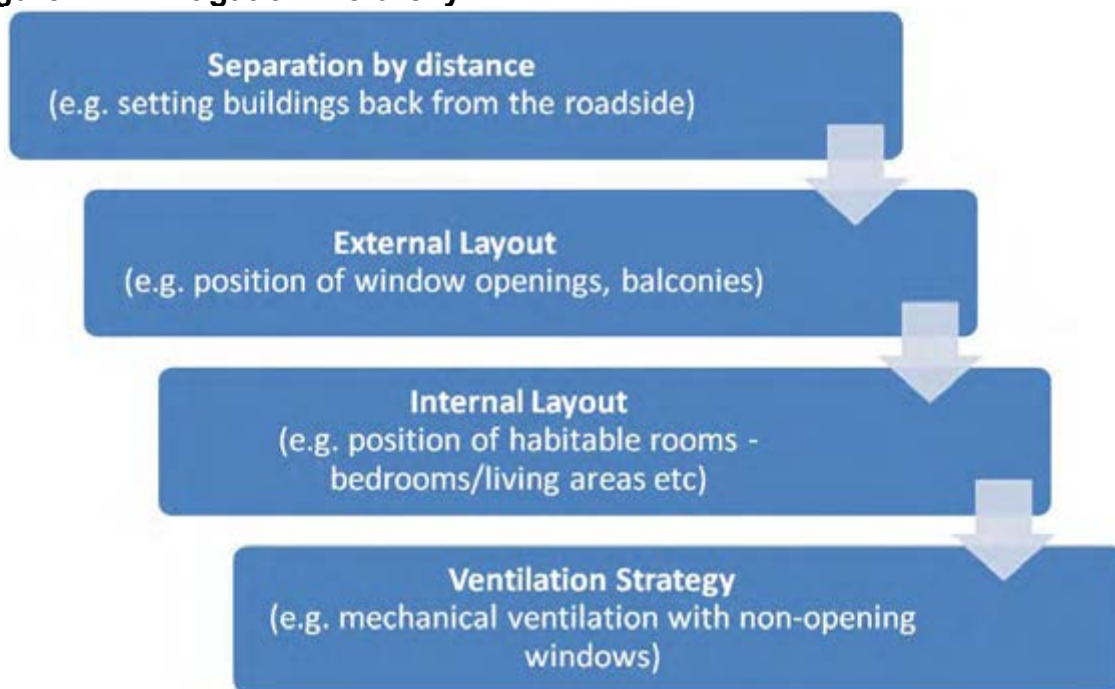 Separation by distance
(e.g. setting buildings back from the roadside)
External Layout
(e.g. position of window openings, balconies)
Internal Layout
(e.g. position of habitable rooms -
bedrooms/living areas etc)
Ventilation Strategy
(e.g. mechanical ventilation with non-opening
windows)